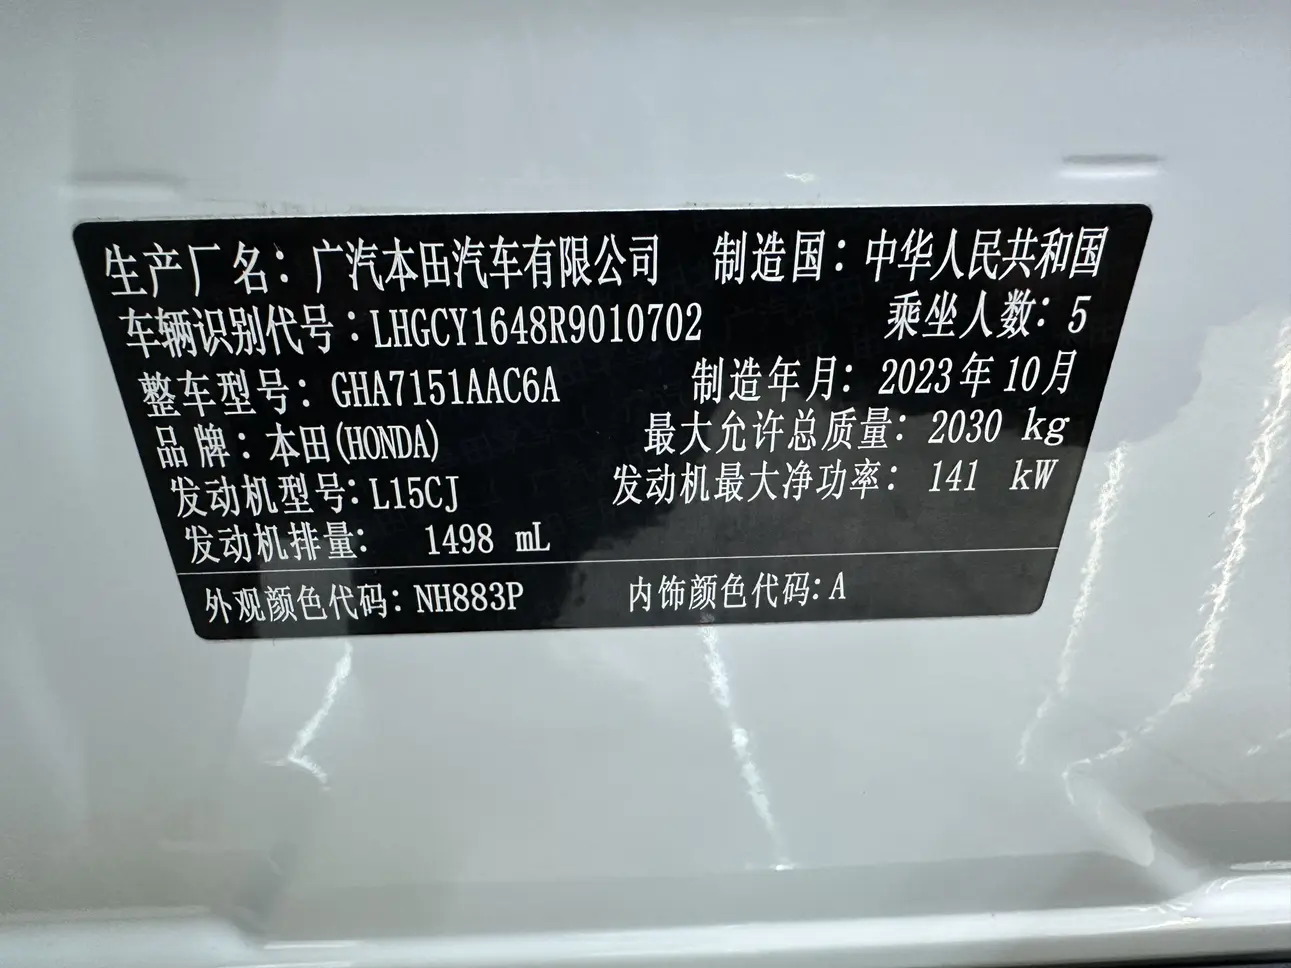 生产厂名：广汽本田汽车有限公司 制造国：中华人民共和国
车辆识别代号：LHGCY1648R9010702 乘坐人数：5
整车型号：GHA7151AAC6A 制造年月：2023年10月
品牌：本田(HONDA) 最大允许总质量：2030 kg
发动机型号：L15CJ 发动机最大净功率：141 kW
发动机排量：1498 mL
外观颜色代码：NH883P 内饰颜色代码：A